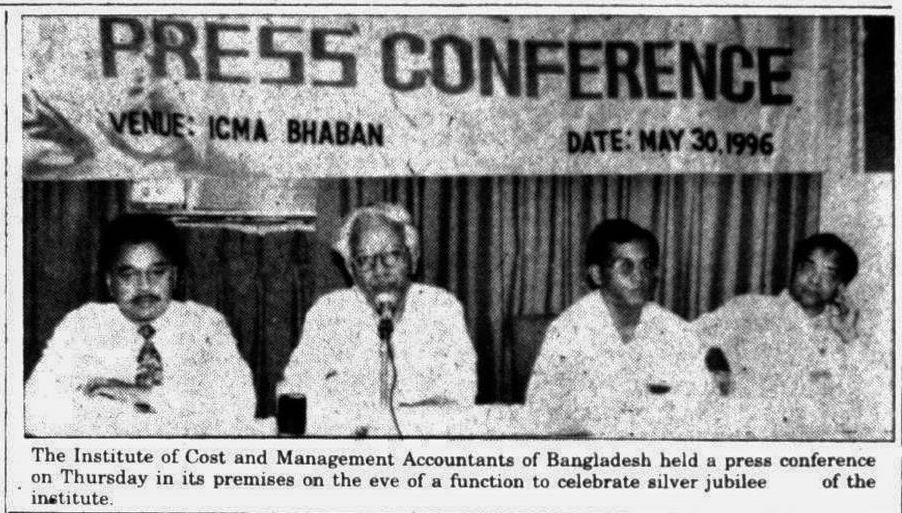 PRESS CONFERENCE
VENUE: ICMA BHABAN DATE: MAY 30, 1996
The Institute of Cost and Management Accountants of Bangladesh held a press conference
on Thursday in its premises on the eve of a function to celebrate silver jubilee of the
institute.